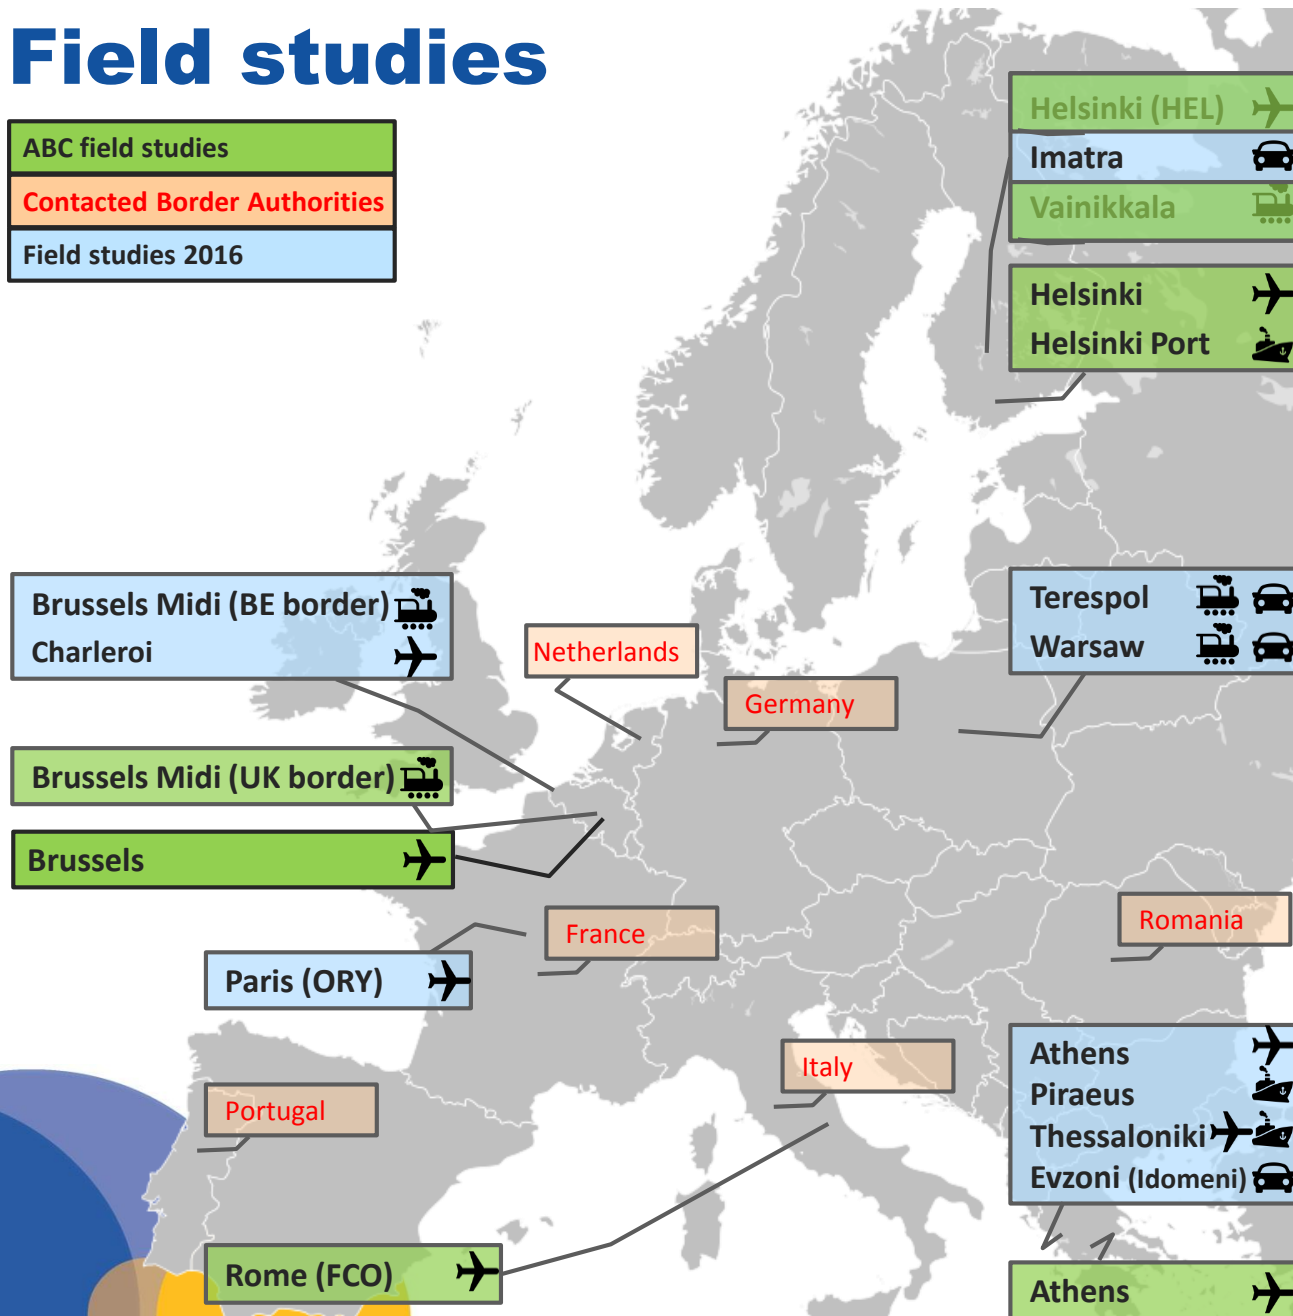 Field studies
ABC field studies
Contacted Border Authorities
Field studies 2016
Helsinki (HEL)
Imatra
Vainikkala
Helsinki
Helsinki Port
Brussels Midi (BE border)
Charleroi
Netherlands
Germany
Terespol
Warsaw
Brussels Midi (UK border)
Brussels
France
Romania
Paris (ORY)
Italy
Portugal
Athens
Piraeus
Thessaloniki
Evzoni (Idomeni)
Rome (FCO)
Athens